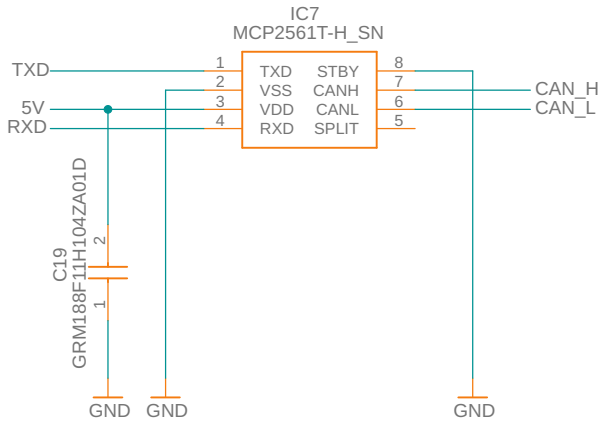 IC7
MCP2561T-H_SN
TXD 1 TXD STBY 8
2 VSS CANH 7 CAN_H
5V 3 VDD CANL 6 CAN_L
RXD 4 RXD SPLIT 5
C19
GRM188F11H104ZA01D
2
1
GND GND GND